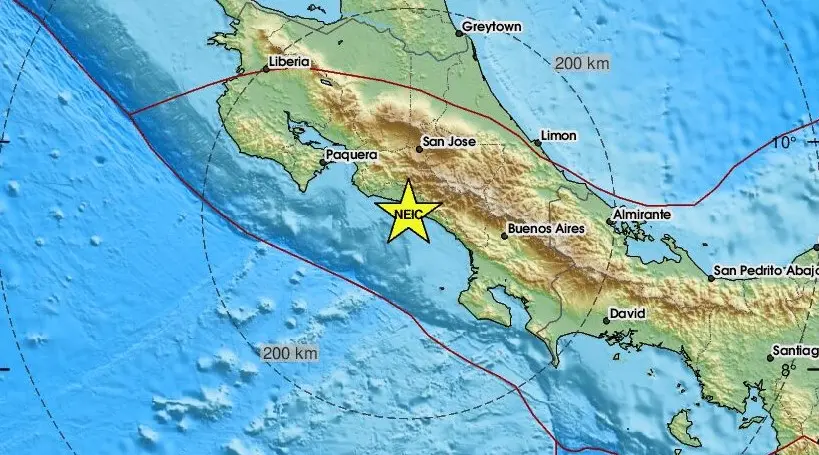 Greytown
200 km
Liberia
Limon
10°
San Jose
Paquera
NEIC
Almirante
Buenos Aires
San Pedrito Abajo
David
200 km
Santiag
8°